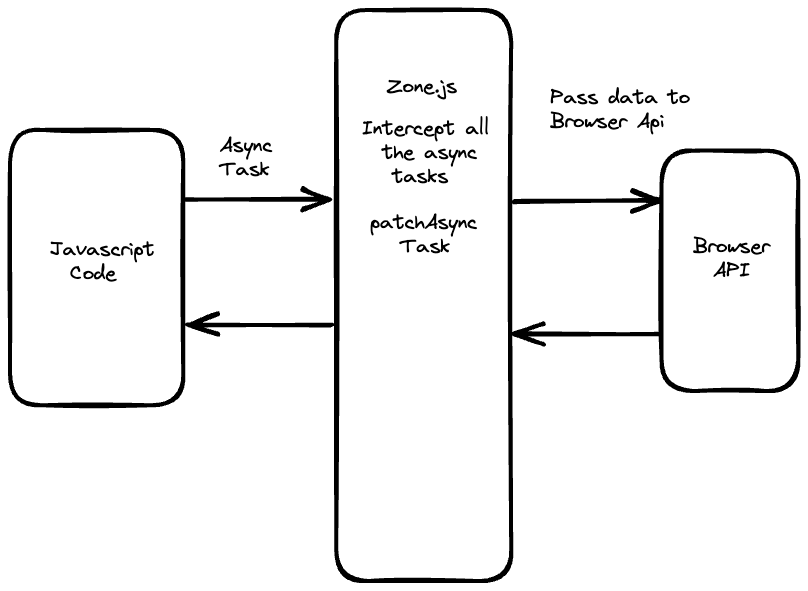 Zone.js
Intercept all
the async
tasks
patchAsync
Task
Pass data to
Browser Api
Async
Task
Javascript
Code
Browser
API